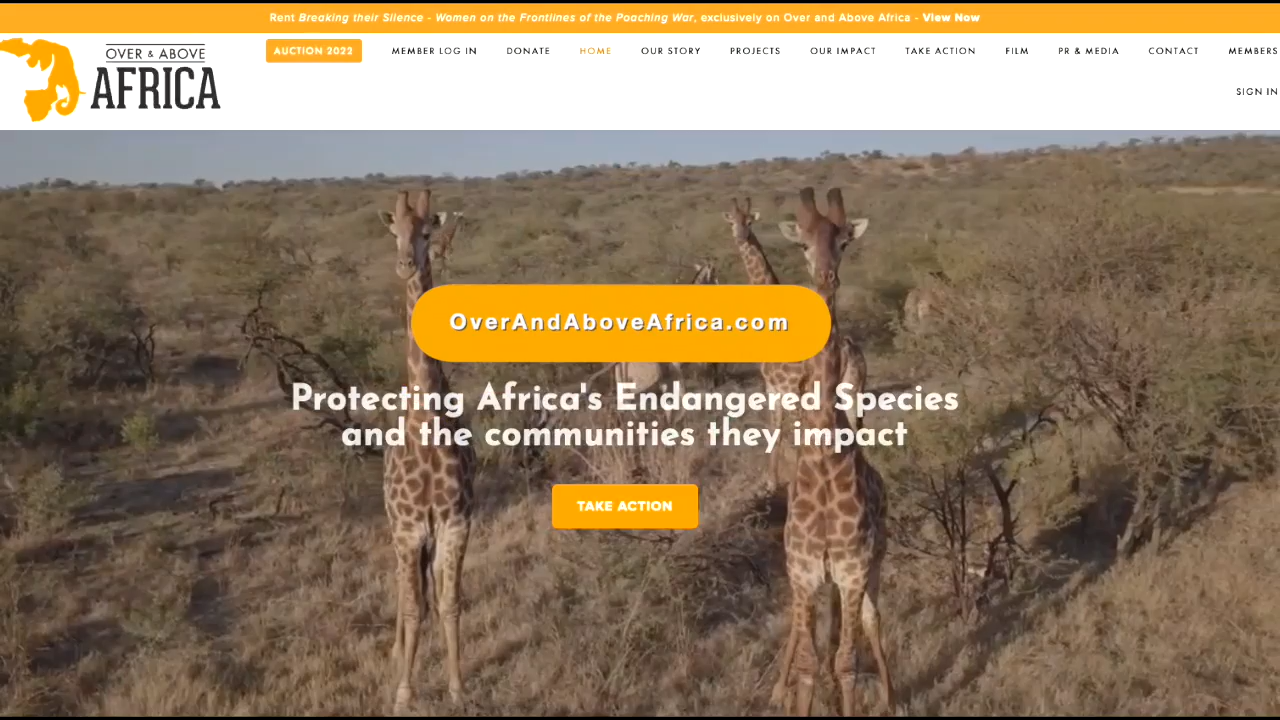 Rent Breaking their Silence - Women on the Frontlines of the Poaching War, exclusively on Over and Above Africa - View Now
OVER & ABOVE
AFRICA
AUCTION 2022 MEMBER LOG IN DONATE HOME OUR STORY PROJECTS OUR IMPACT TAKE ACTION FILM PR & MEDIA CONTACT MEMBERS
SIGN IN
OverAndAboveAfrica.com
Protecting Africa's Endangered Species
and the communities they impact
TAKE ACTION